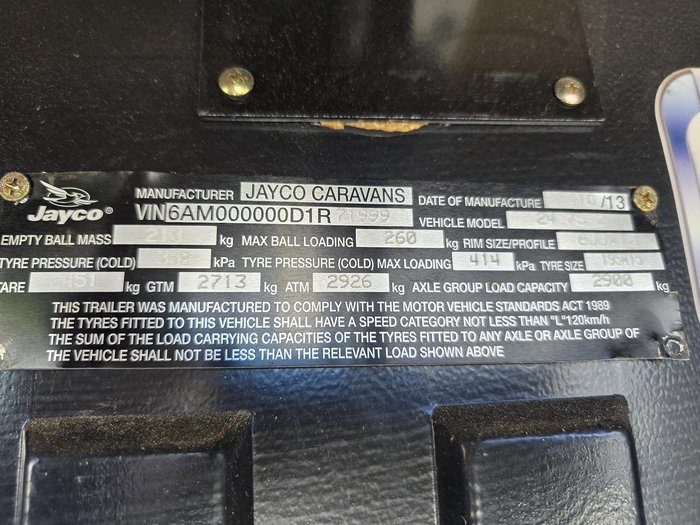 MANUFACTURER JAYCO CARAVANS DATE OF MANUFACTURE /13
Jayco
VIN 6AM000000D1R 71999 VEHICLE MODEL
EMPTY BALL MASS kg MAX BALL LOADING 260 kg RIM SIZE/PROFILE
TYRE PRESSURE (COLD) kPa TYRE PRESSURE (COLD) MAX LOADING 414 kPa TYRE SIZE
TARE kg GTM 2713 kg ATM 2926 kg AXLE GROUP LOAD CAPACITY 2900 kg
THIS TRAILER WAS MANUFACTURED TO COMPLY WITH THE MOTOR VEHICLE STANDARDS ACT 1989
THE TYRES FITTED TO THIS VEHICLE SHALL HAVE A SPEED CATEGORY NOT LESS THAN "L"120km/h
THE SUM OF THE LOAD CARRYING CAPACITIES OF THE TYRES FITTED TO ANY AXLE OR AXLE GROUP OF
THE VEHICLE SHALL NOT BE LESS THAN THE RELEVANT LOAD SHOWN ABOVE